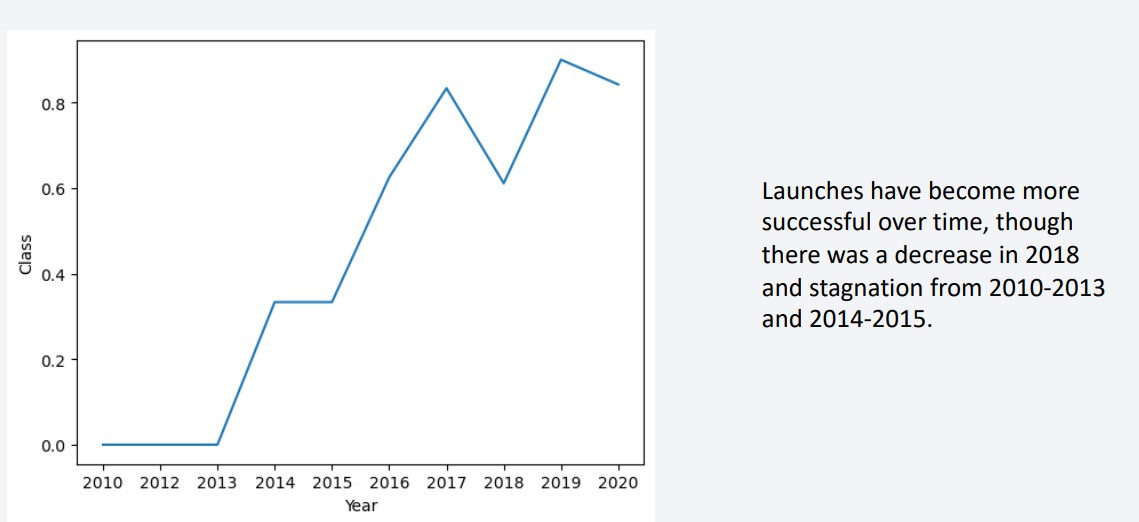 0.8
0.6
0.4
0.2
0.0
Class
2010 2012 2013 2014 2015 2016 2017 2018 2019 2020
Year
Launches have become more
successful over time, though
there was a decrease in 2018
and stagnation from 2010-2013
and 2014-2015.